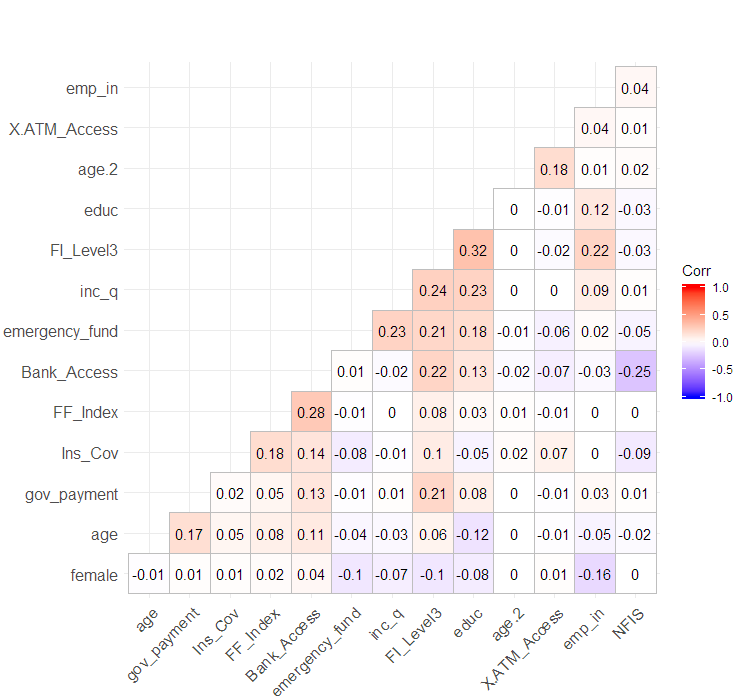 emp_in 0.04
X.ATM_Access 0.04 0.01
age.2 0.18 0.01 0.02
educ 0 -0.01 0.12 -0.03
FI_Level3 0.32 0 -0.02 0.22 -0.03
Corr
inc_q 0.24 0.23 0 0 0.09 0.01
1.0
0.5
0.0
-0.5
-1.0
emergency_fund 0.23 0.21 0.18 -0.01 -0.06 0.02 -0.05
Bank_Access 0.01 -0.02 0.22 0.13 -0.02 -0.07 -0.03 -0.25
FF_Index 0.28 -0.01 0 0.08 0.03 0.01 -0.01 0 0
Ins_Cov 0.18 0.14 -0.08 -0.01 0.1 -0.05 0.02 0.07 0 -0.09
gov_payment 0.02 0.05 0.13 -0.01 0.01 0.21 0.08 0 -0.01 0.03 0.01
age 0.17 0.05 0.08 0.11 -0.04 -0.03 0.06 -0.12 0 -0.01 -0.05 -0.02
female -0.01 0.01 0.01 0.02 0.04 -0.1 -0.07 -0.1 -0.08 0 0.01 -0.16 0
age gov_payment Ins_Cov FF_Index Bank_Access emergency_fund inc_q FI_Level3 educ age.2 X.ATM_Access emp_in NFIS